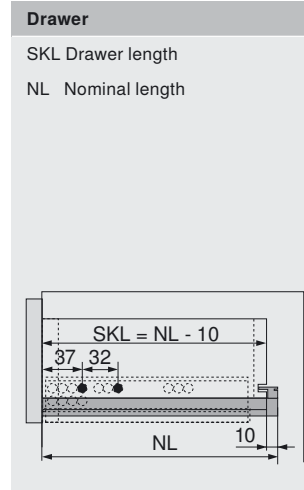 Drawer
SKL Drawer length
NL Nominal length
SKL = NL - 10
37 32
10
NL